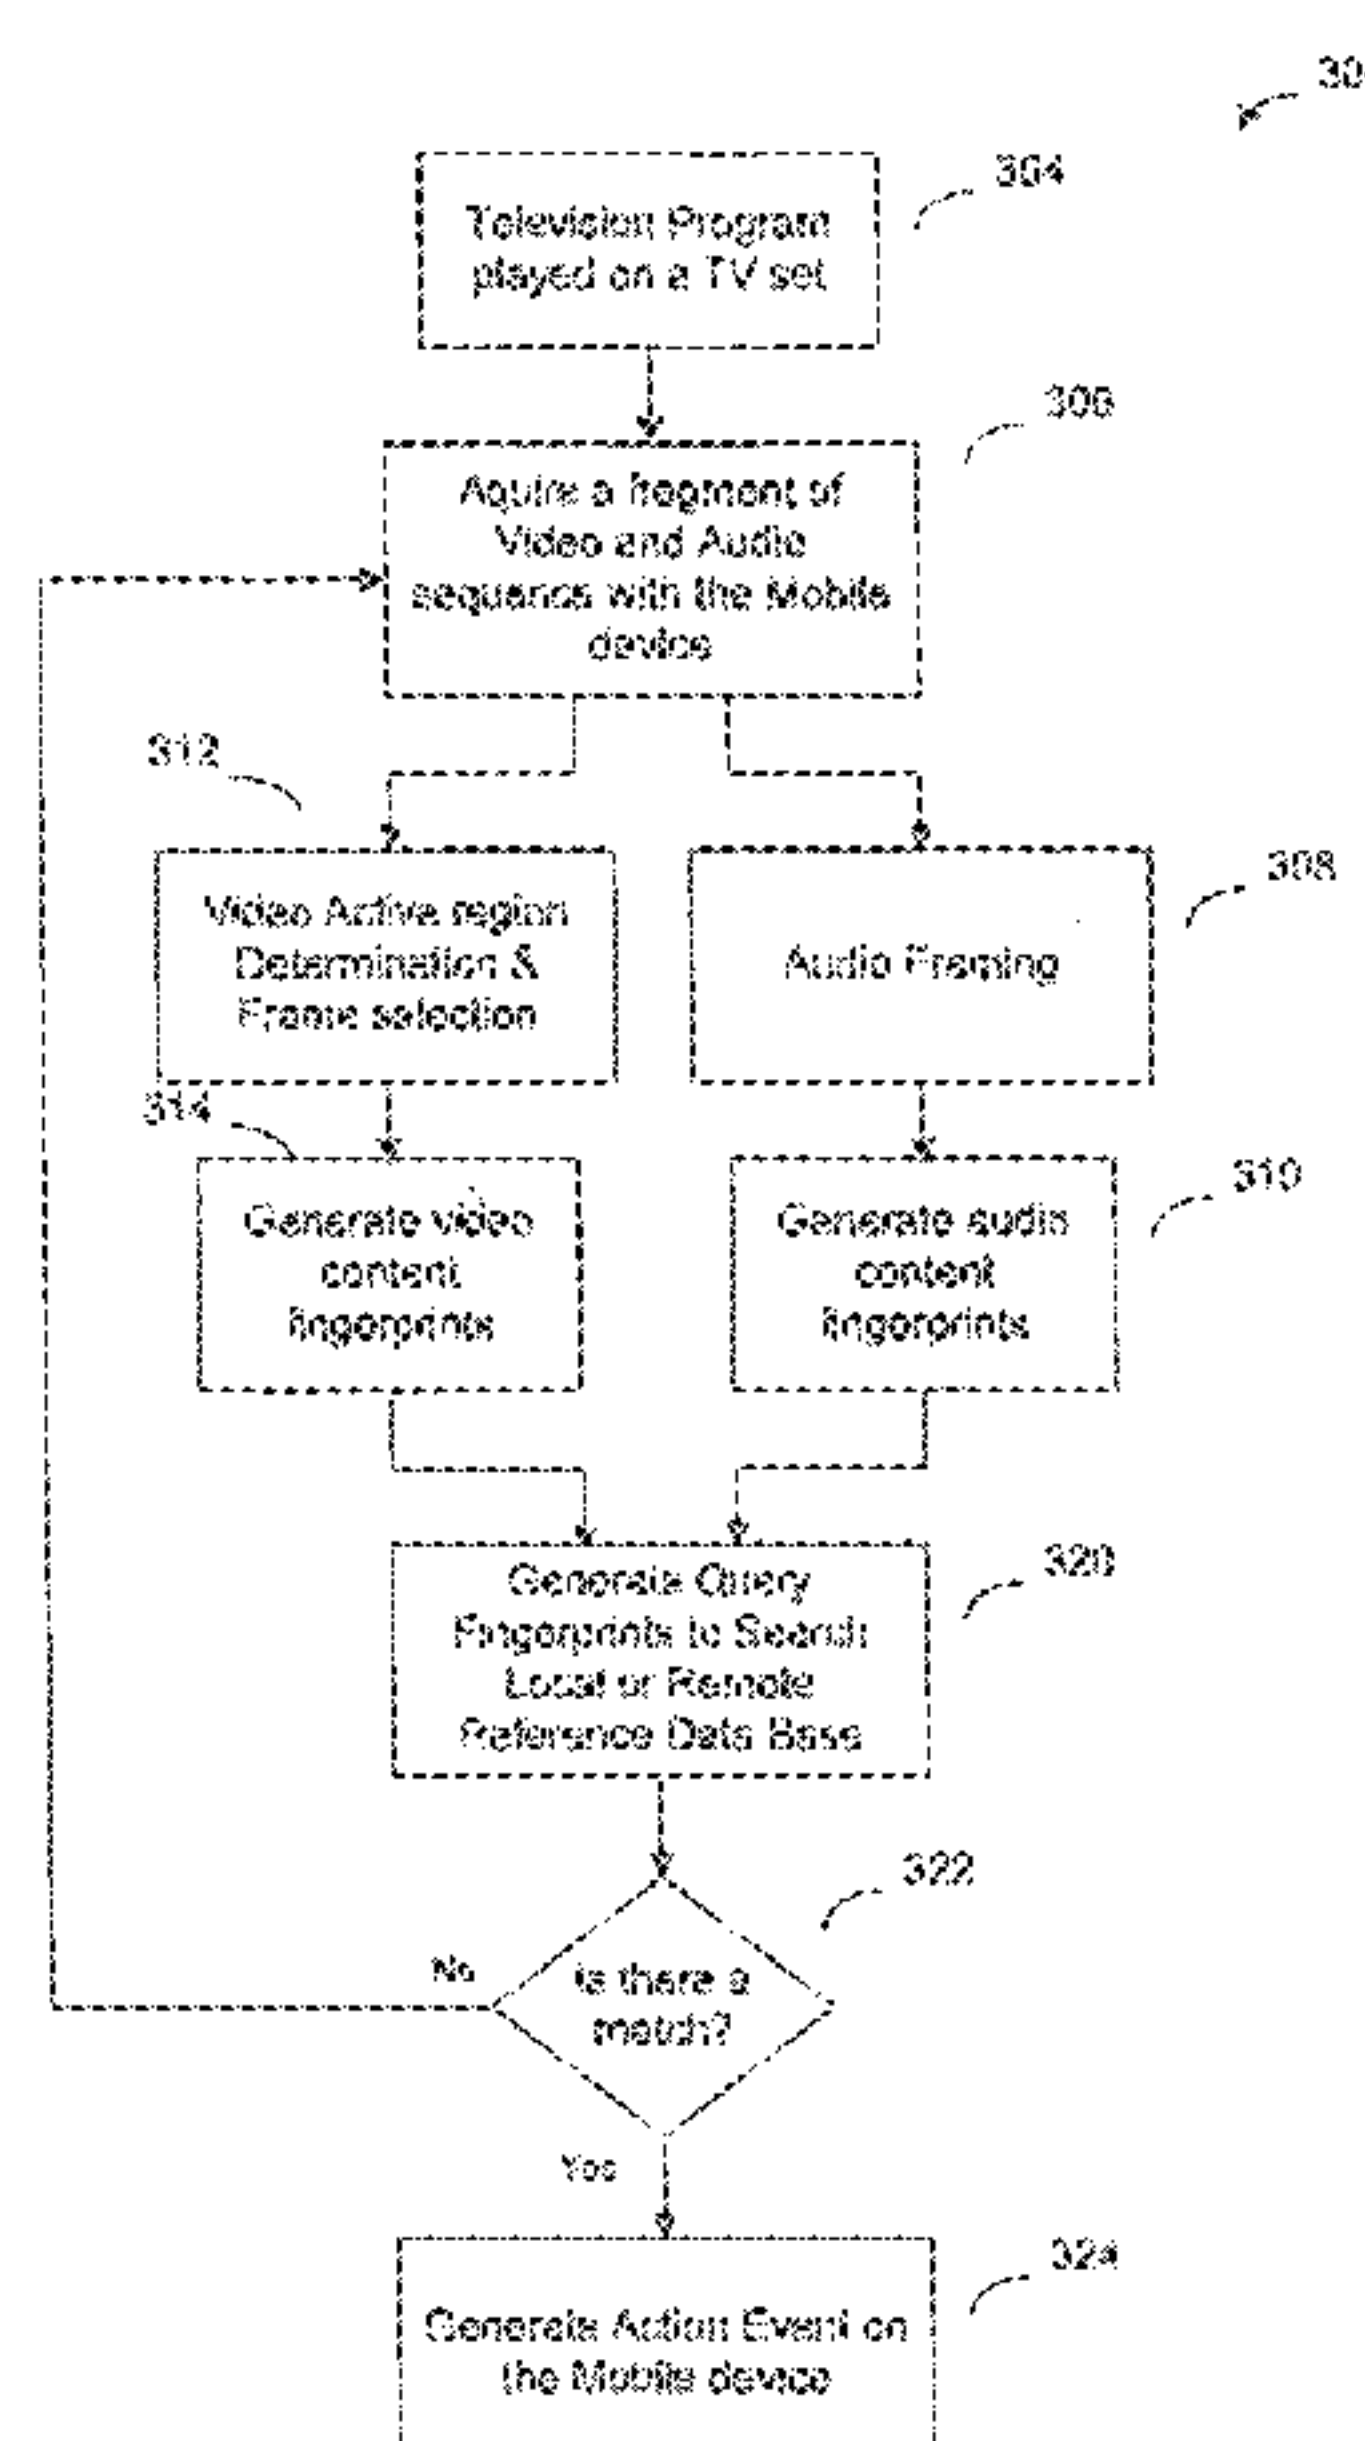 30
304
Television Program
played on a TV set
306
Aquire a fragment of
Video and Audio
sequence with the Mobile
device
312
308
Video Active region
Determination &
Frame selection
Audio Framing
314
310
Generate video
content
fingerprints
Generate audio
content
fingerprints
320
Generate Query
Fingerprints to Search
Local or Remote
Reference Data Base
322
No
Is there a
match?
Yes
324
Generate Action Event on
the Mobile device